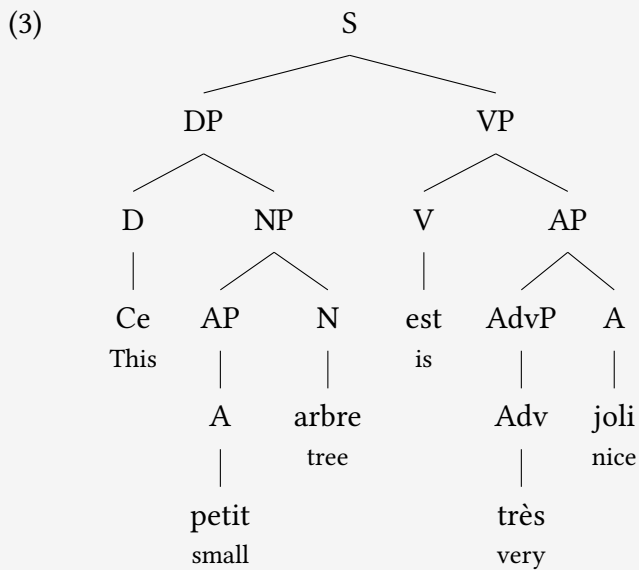 (3) S
DP VP
D NP V AP
Ce AP N est AdvP A
This is
A arbre Adv joli
tree nice
petit très
small very